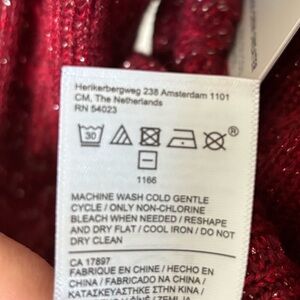 Herikerbergweg 238 Amsterdam 1101
CM, The Netherlands
RN 54023
30
®
1166
MACHINE WASH COLD GENTLE
CYCLE / ONLY NON-CHLORINE
BLEACH WHEN NEEDED / RESHAPE
AND DRY FLAT / COOL IRON / DO NOT
DRY CLEAN
CA 17897
FABRIQUE EN CHINE / HECHO EN
CHINA / FABRICADO NA CHINA /
ΚΑΤΑΣΚΕΥΑΣΤΗΚΕ ΣΤΗΝ ΚΙΝΑ /